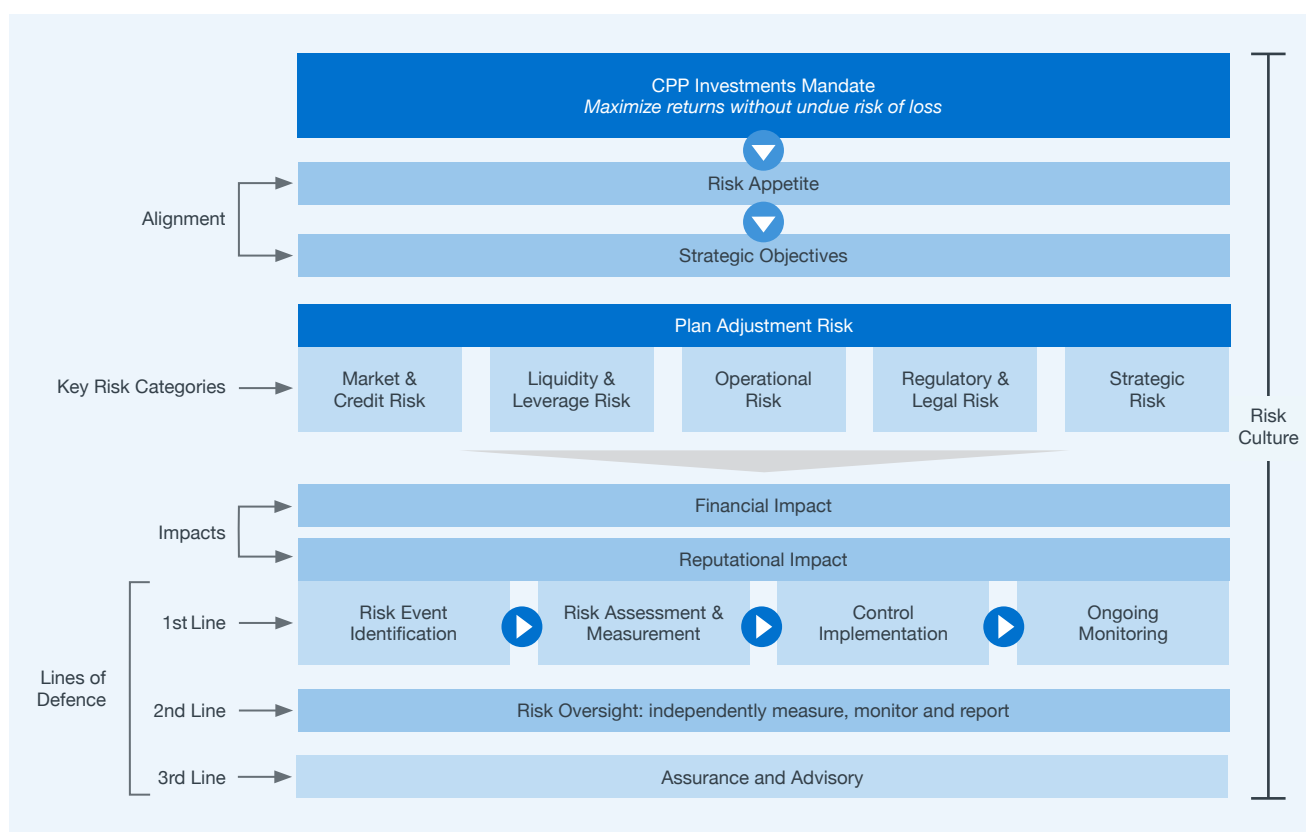 CPP Investments Mandate
Maximize returns without undue risk of loss
Alignment
Risk Appetite
Strategic Objectives
Plan Adjustment Risk
Key Risk Categories
Market &
Credit Risk
Liquidity &
Leverage Risk
Operational
Risk
Regulatory &
Legal Risk
Strategic
Risk
Risk
Culture
Impacts
Financial Impact
Reputational Impact
Lines of
Defence
1st Line
Risk Event
Identification
Risk Assessment &
Measurement
Control
Implementation
Ongoing
Monitoring
2nd Line
Risk Oversight: independently measure, monitor and report
3rd Line
Assurance and Advisory